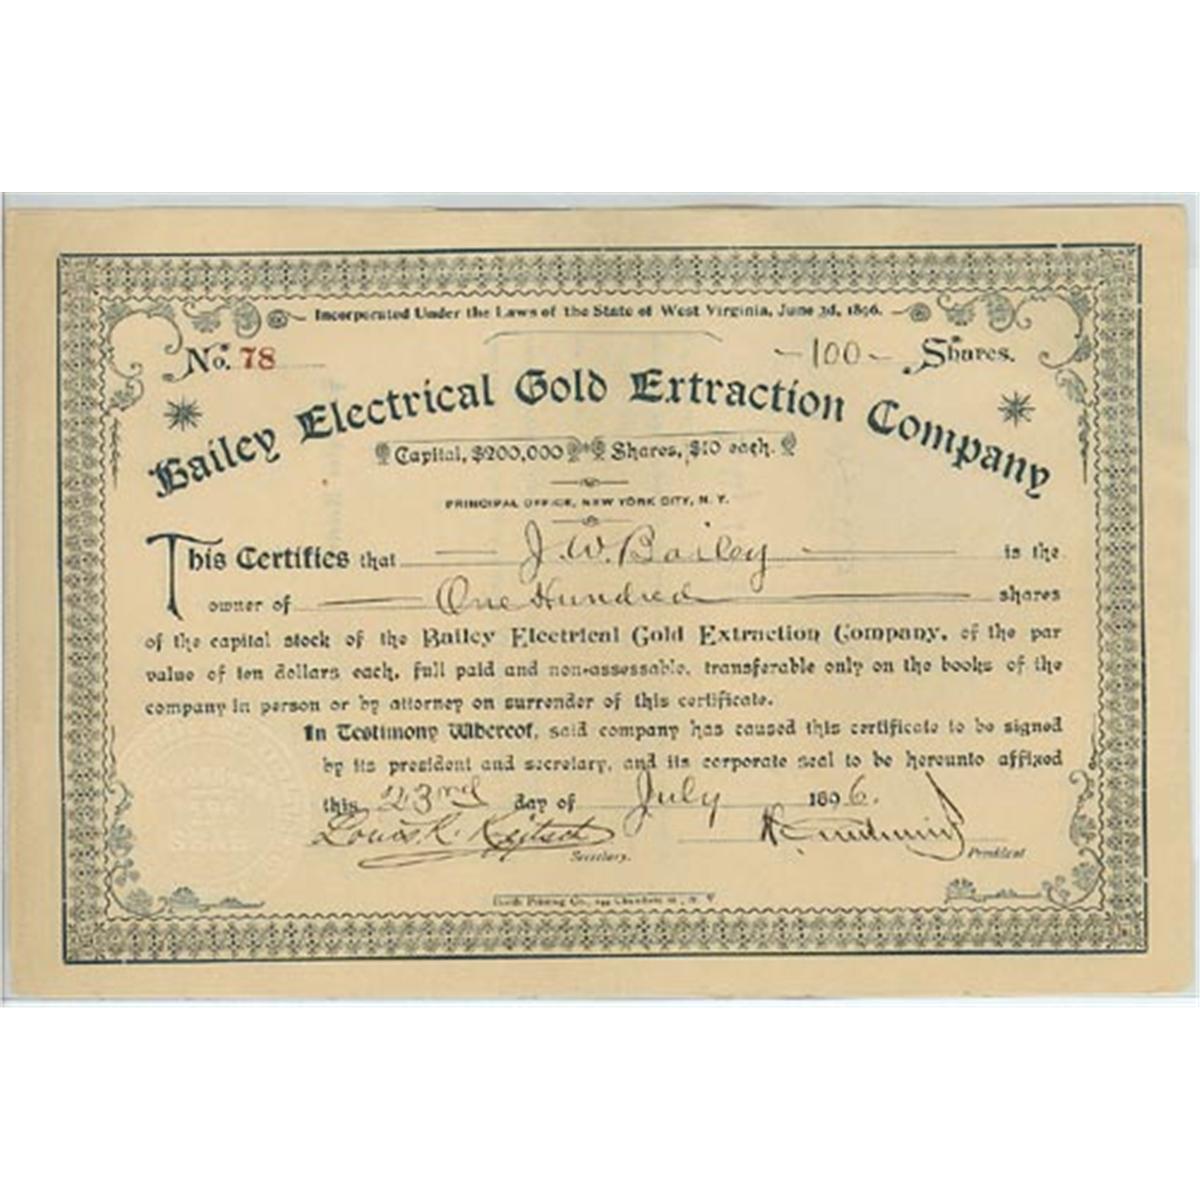 Incorporated Under the Laws of the State of West Virginia, June 3d, 1896.
No. 78 -100- Shares.
Bailey Electrical Gold Extraction Company
Capital, $200,000 Shares, $10 each.
PRINCIPAL OFFICE, NEW YORK CITY, N. Y.
This Certifies that J. W. Bailey is the
owner of One Hundred shares
of the capital stock of the Bailey Electrical Gold Extraction Company, of the par
value of ten dollars each, full paid and non-assessable, transferable only on the books of the
company in person or by attorney on surrender of this certificate.
In Testimony Whereof, said company has caused this certificate to be signed
by its president and secretary, and its corporate seal to be hereunto affixed
this 23rd day of July 1896.
Louis R.
Secretary. President
Printing Co., Chambers St., N. Y